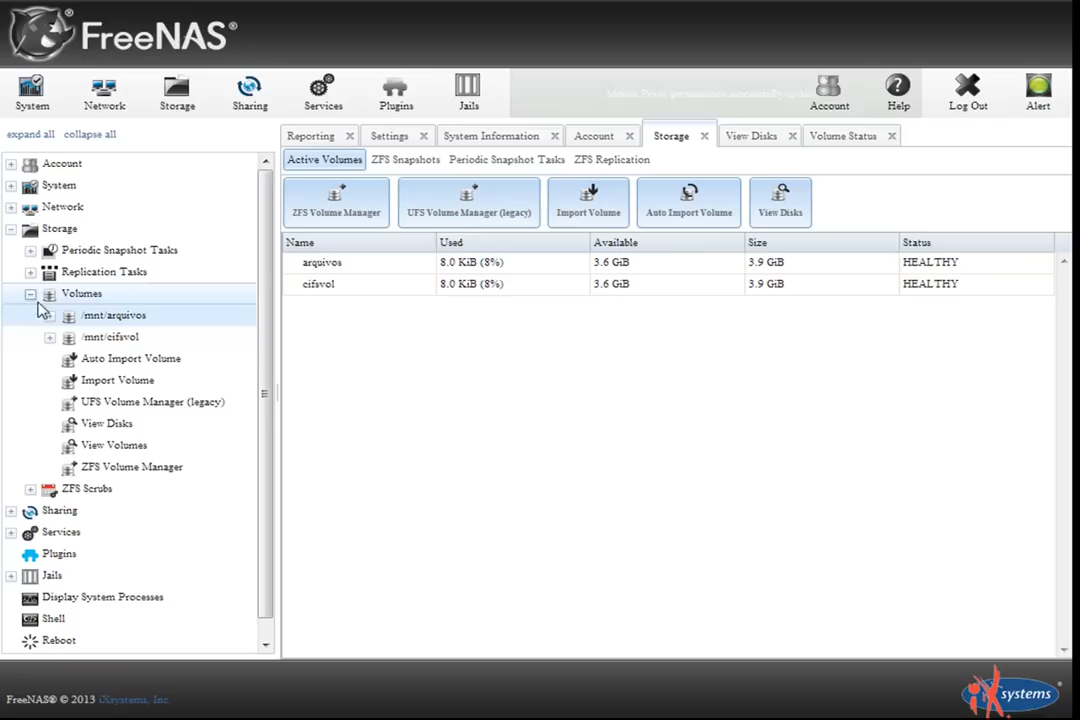 FreeNAS®
System
Network
Storage
Sharing
Services
Plugins
Jails
Account
Help
Log Out
Alert
expand all collapse all
Account
System
Network
Storage
Periodic Snapshot Tasks
Replication Tasks
Volumes
/mnt/arquivos
/mnt/cifsvol
Auto Import Volume
Import Volume
UFS Volume Manager (legacy)
View Disks
View Volumes
ZFS Volume Manager
ZFS Scrubs
Sharing
Services
Plugins
Jails
Display System Processes
Shell
Reboot
Reporting Settings System Information Account Storage View Disks Volume Status
Active Volumes ZFS Snapshots Periodic Snapshot Tasks ZFS Replication
ZFS Volume Manager UFS Volume Manager (legacy) Import Volume Auto Import Volume View Disks
Name Used Available Size Status
arquivos 8.0 KiB (8%) 3.6 GiB 3.9 GiB HEALTHY
cifsvol 8.0 KiB (8%) 3.6 GiB 3.9 GiB HEALTHY
FreeNAS® © 2013 iXsystems, Inc.
iXsystems